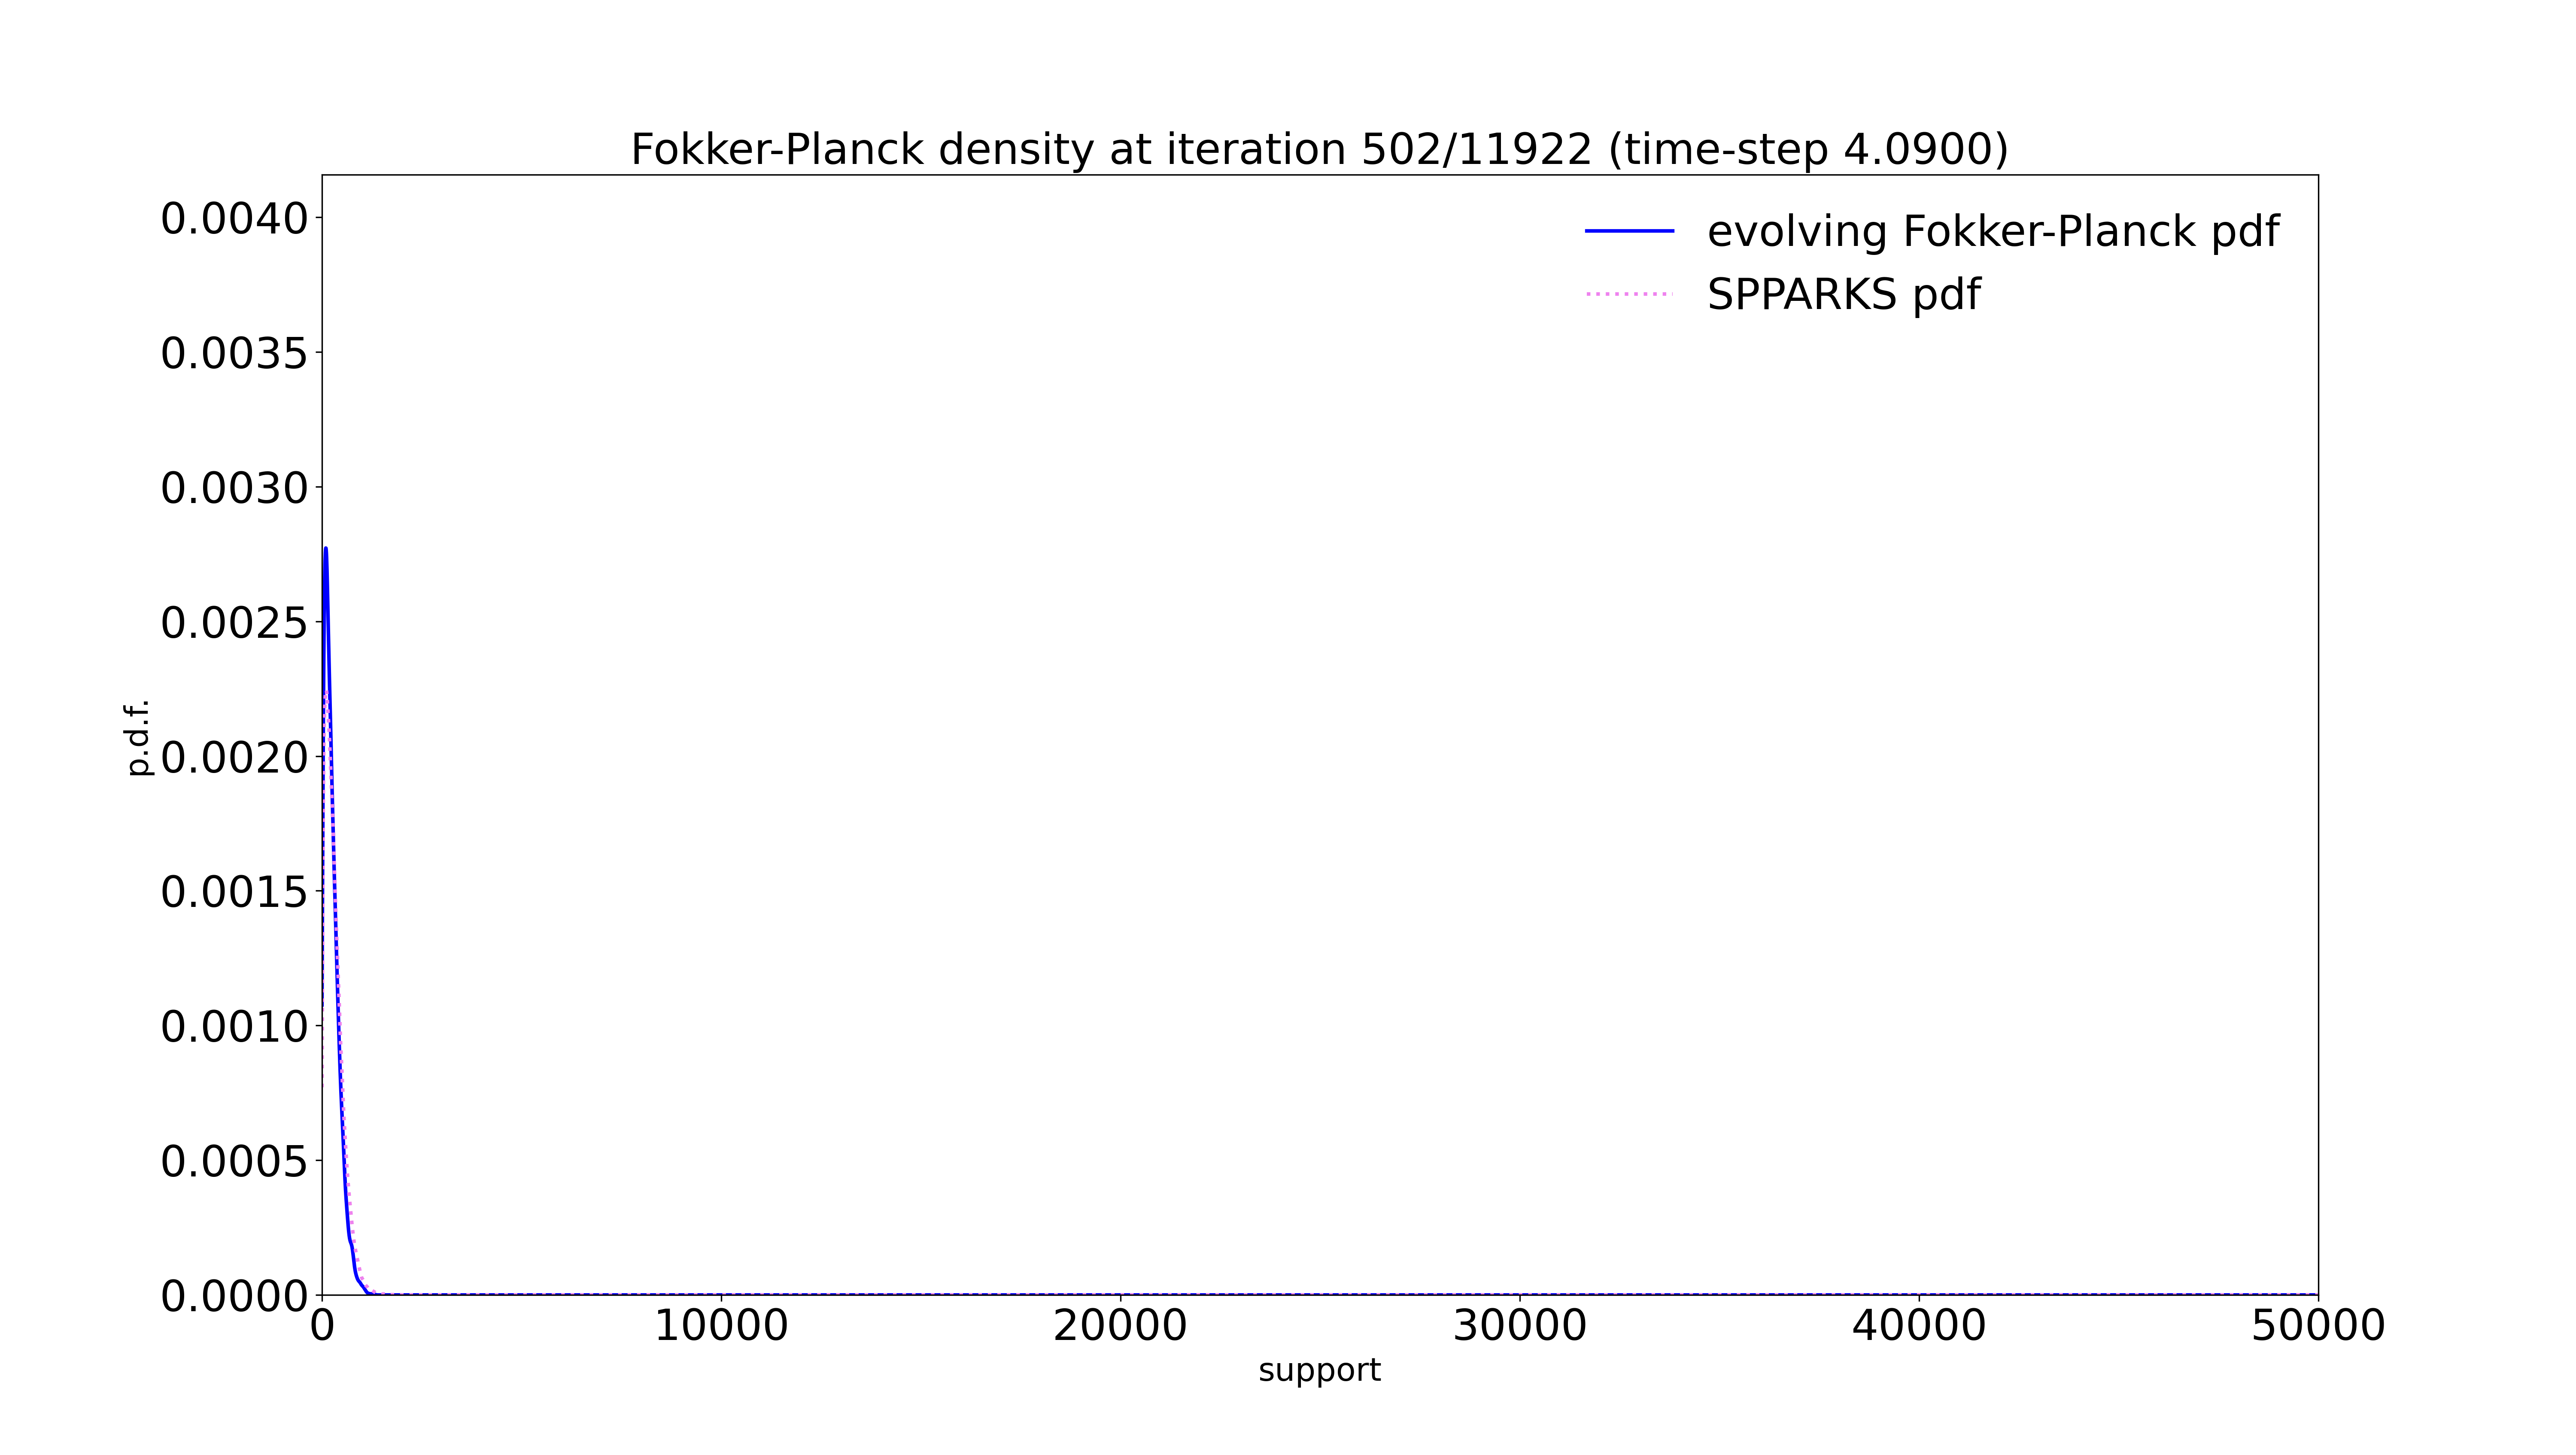 Fokker-Planck density at iteration 502/11922 (time-step 4.0900)
evolving Fokker-Planck pdf
SPPARKS pdf
0.0040
0.0035
0.0030
0.0025
0.0020
0.0015
0.0010
0.0005
0.0000
p.d.f.
0 10000 20000 30000 40000 50000
support